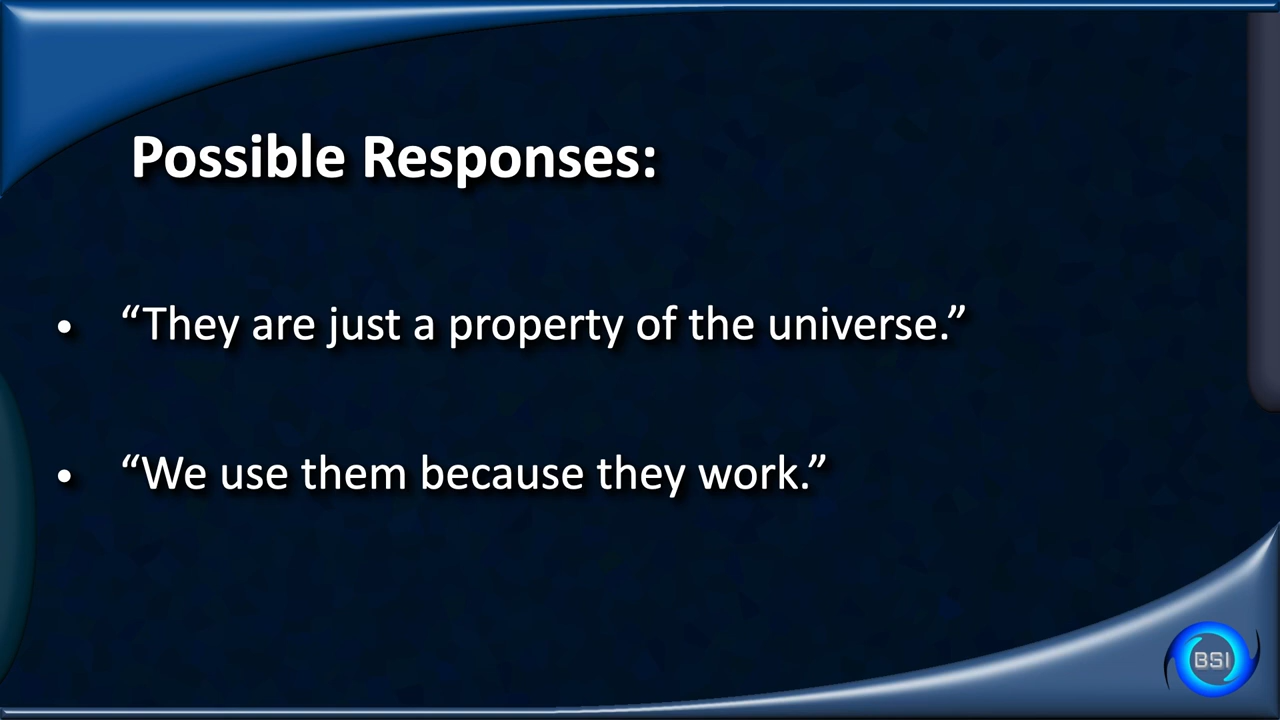 Possible Responses:
• “They are just a property of the universe.”
• “We use them because they work.”
BSI